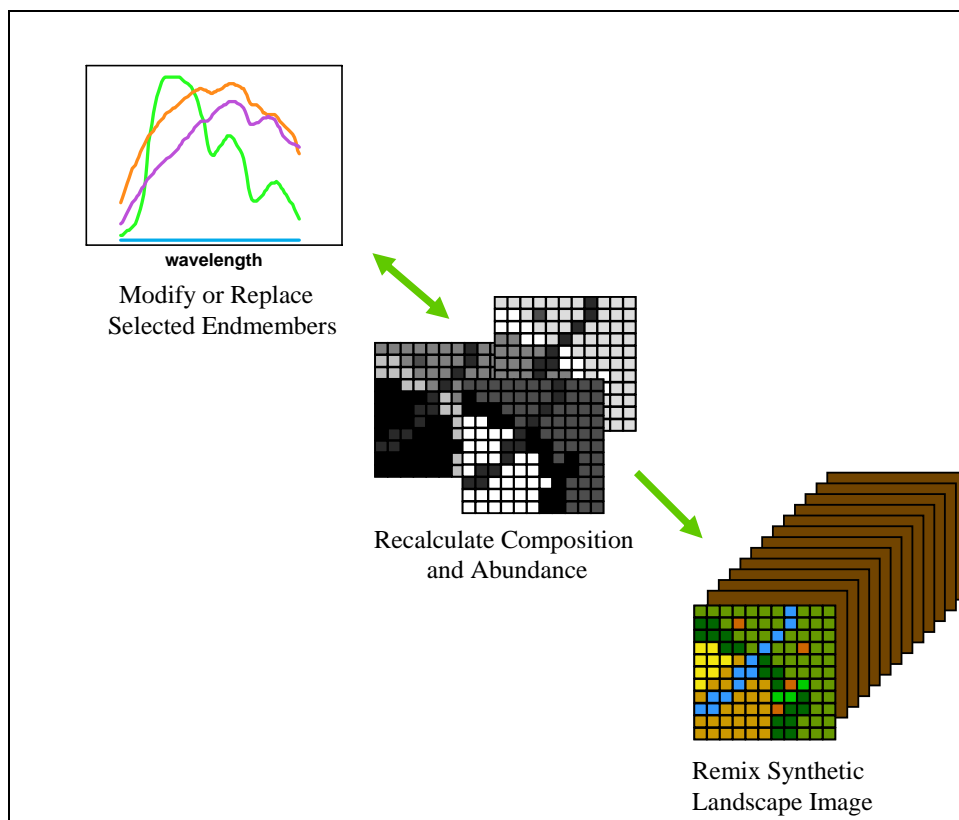 wavelength
Modify or Replace
Selected Endmembers
Recalculate Composition
and Abundance
Remix Synthetic
Landscape Image